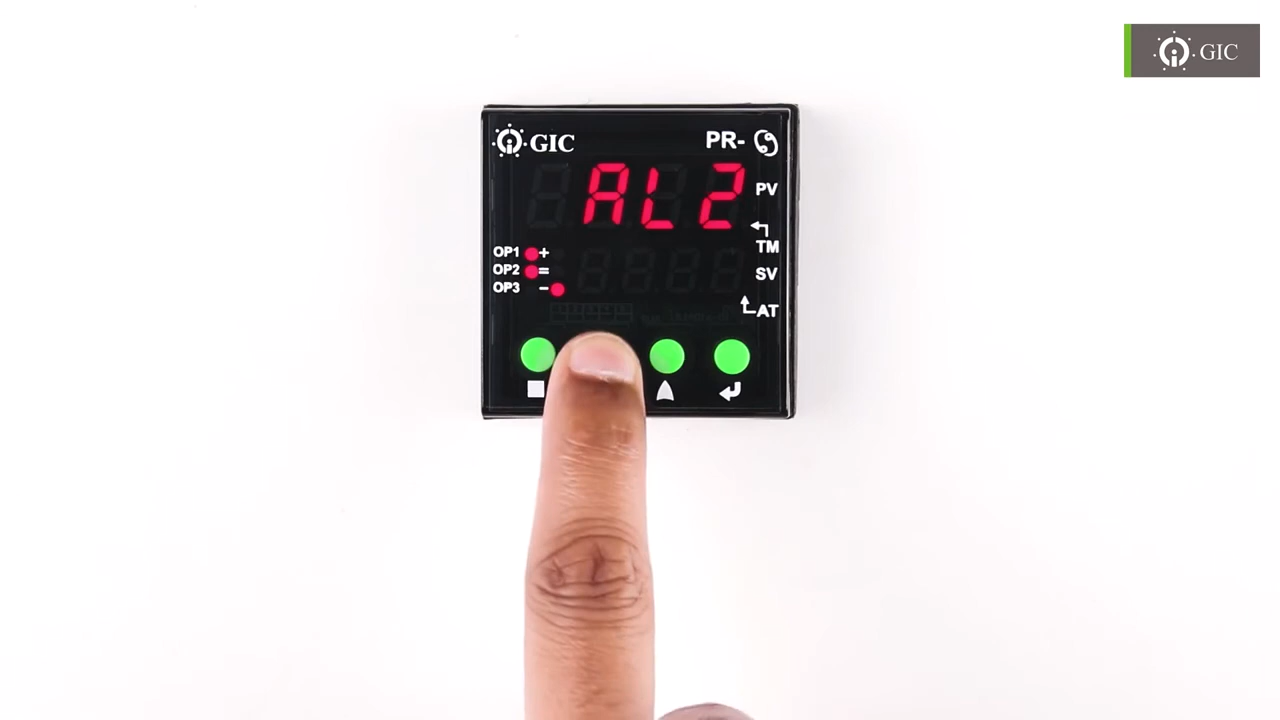 GIC
GIC PR-
AL2
PV
TM
OP1 +
OP2 =
SV
OP3 -
AT